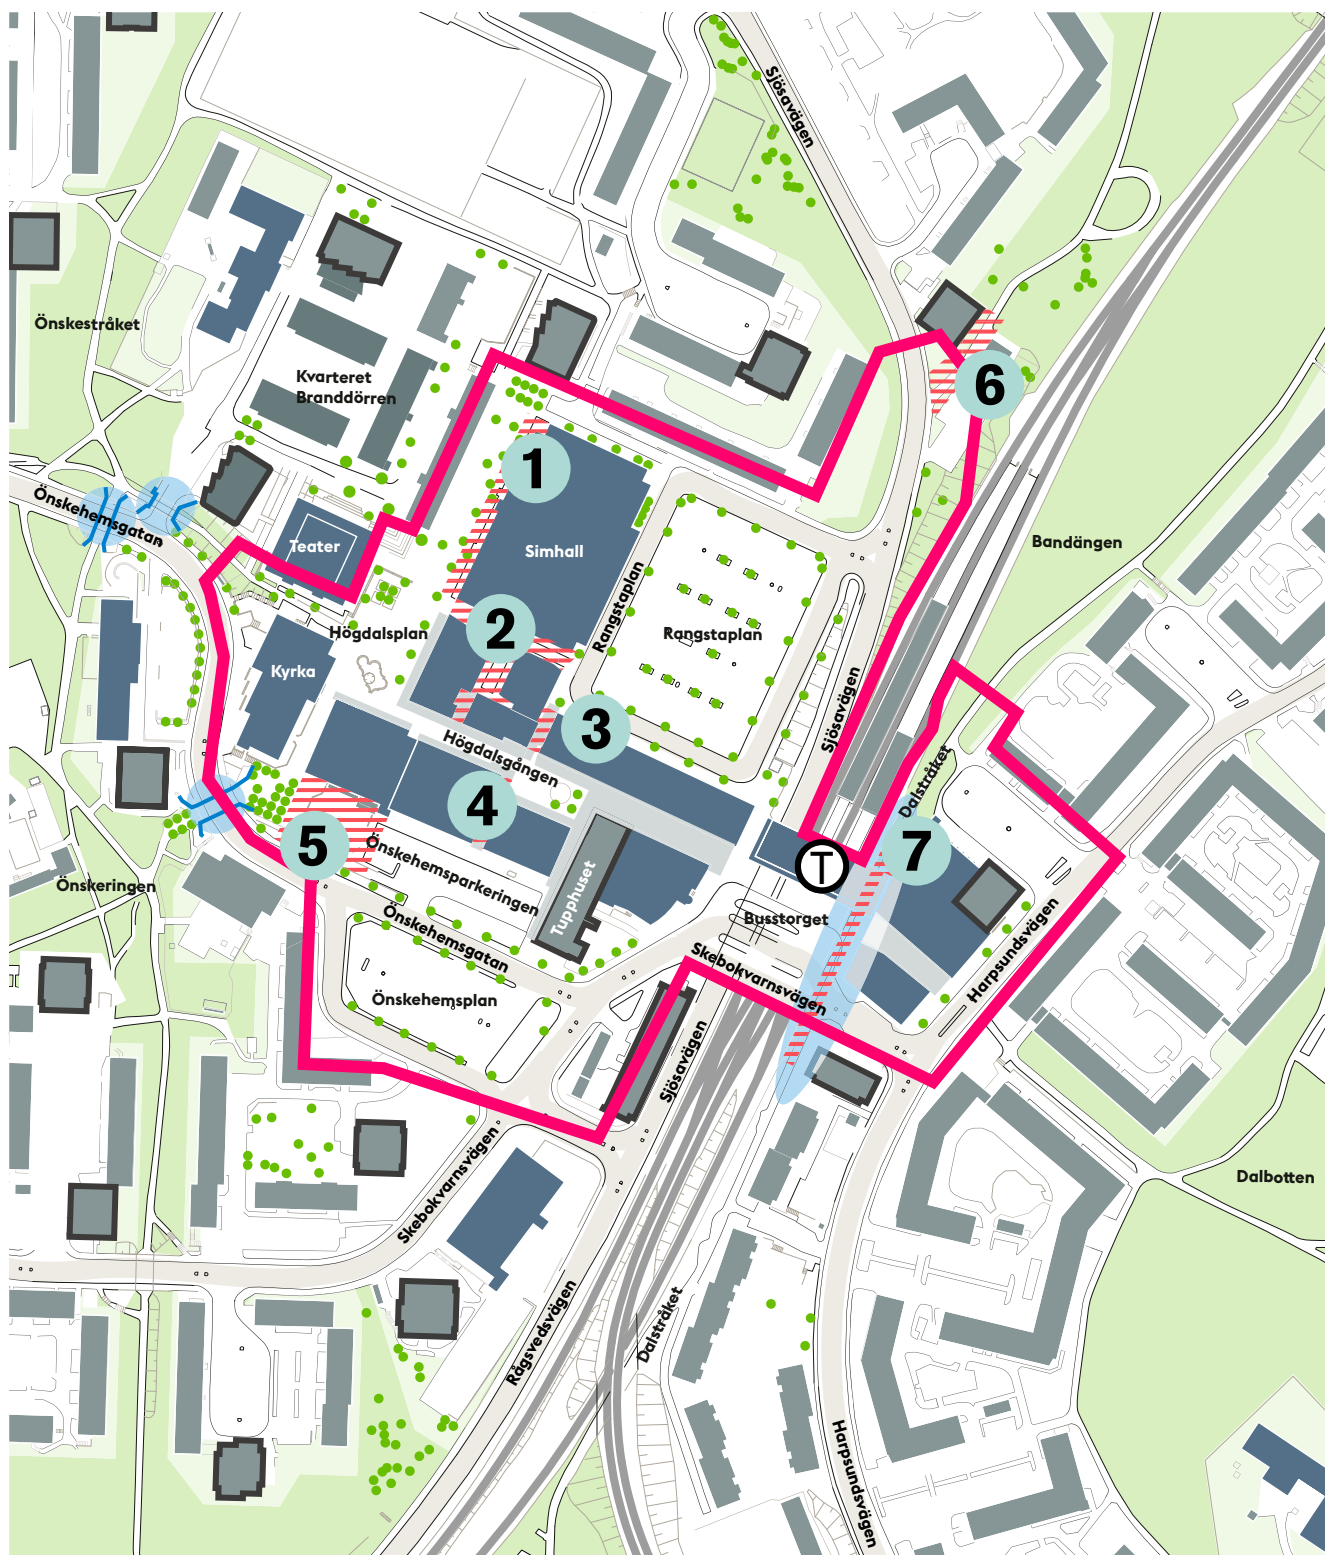 Sjösavägen
Önskestråket
Kvarteret
Branddörren
6
1
Önskehemsgatan
Teater
Simhall
Bandängen
Rangstaplan
2
Högdalsplan
Rangstaplan
Kyrka
Sjösavägen
3
Högdalsgången
Dalstråket
4
5
Önskehemsparkeringen
7
T
Önskeringen
Tupphuset
Busstorget
Önskehemsgatan
Skebokvarnsvägen
Harpsundsvägen
Önskehemsplan
Sjösavägen
Skebokvarnsvägen
Dalbotten
Rågsvedsvägen
Dalstråket
Harpsundsvägen